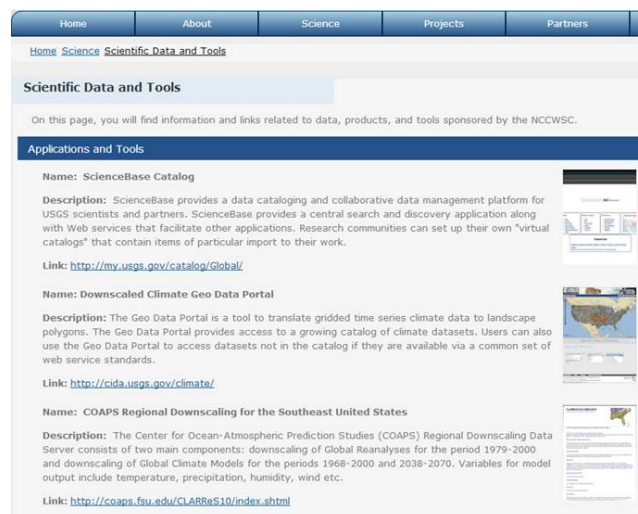 Home About Science Projects Partners
Home Science Scientific Data and Tools
Scientific Data and Tools
On this page, you will find information and links related to data, products, and tools sponsored by the NCCWSC.
Applications and Tools
Name: ScienceBase Catalog
Description: ScienceBase provides a data cataloging and collaborative data management platform for
USGS scientists and partners. ScienceBase provides a central search and discovery application along
with Web services that facilitate other applications. Research communities can set up their own "virtual
catalogs" that contain items of particular import to their work.
Link: http://my.usgs.gov/catalog/Global/
Name: Downscaled Climate Geo Data Portal
Description: The Geo Data Portal is a tool to translate gridded time series climate data to landscape
polygons. The Geo Data Portal provides access to a growing catalog of climate datasets. Users can also
use the Geo Data Portal to access datasets not in the catalog if they are available via a common set of
web service standards.
Link: http://cida.usgs.gov/climate/
Name: COAPS Regional Downscaling for the Southeast United States
Description: The Center for Ocean-Atmospheric Prediction Studies (COAPS) Regional Downscaling Data
Server consists of two main components: downscaling of Global Reanalyses for the period 1979-2000
and downscaling of Global Climate Models for the periods 1968-2000 and 2038-2070. Variables for model
output include temperature, precipitation, humidity, wind etc.
Link: http://coaps.fsu.edu/CLARReS10/index.shtml